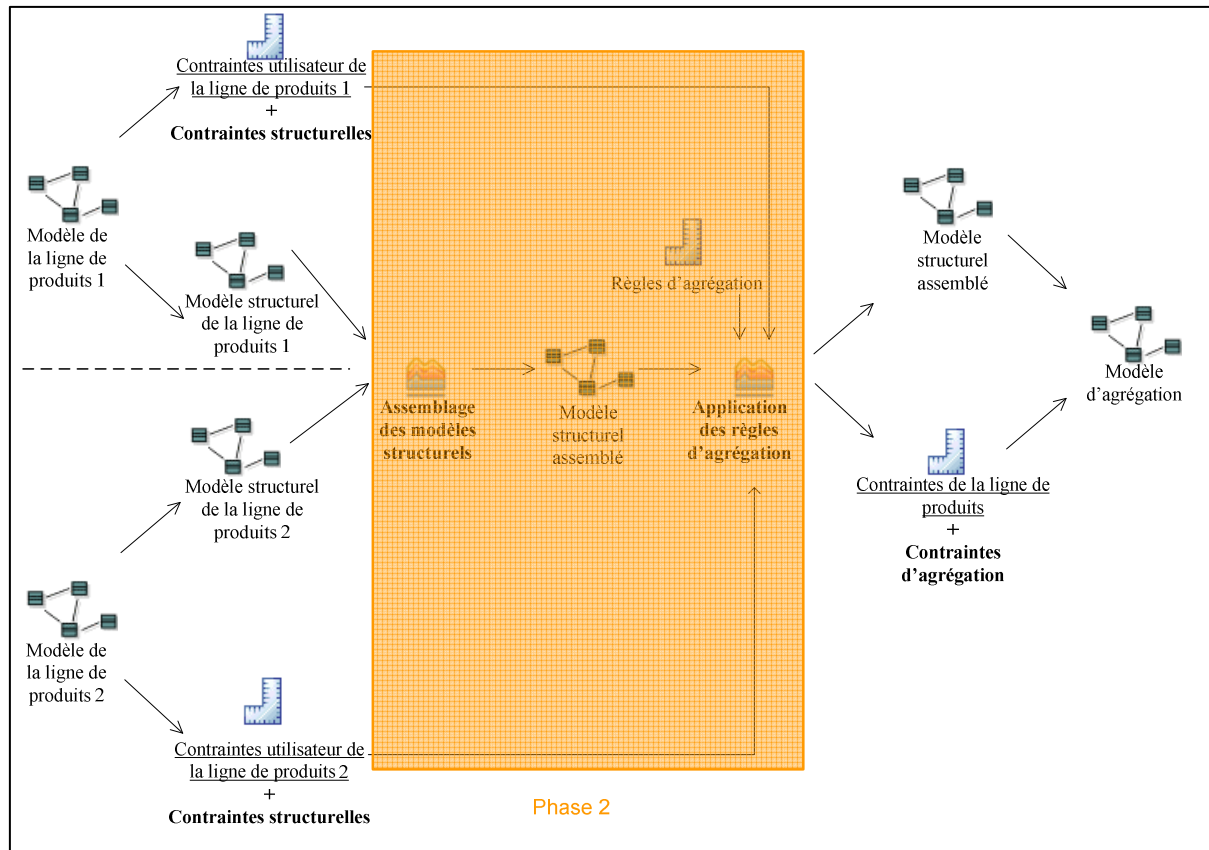 Contraintes utilisateur de
la ligne de produits 1
+
Contraintes structurelles
Modèle de
la ligne de
produits 1
Modèle structurel
de la ligne de
produits 1
Règles d’agrégation
Modèle
structurel
assemblé
Assemblage
des modèles
structurels
Modèle
structurel
assemblé
Application
des règles
d’agrégation
Modèle
d’agrégation
Modèle structurel
de la ligne de
produits 2
Contraintes de la ligne de
produits
+
Contraintes
d’agrégation
Modèle de
la ligne de
produits 2
Contraintes utilisateur de
la ligne de produits 2
+
Contraintes structurelles
Phase 2